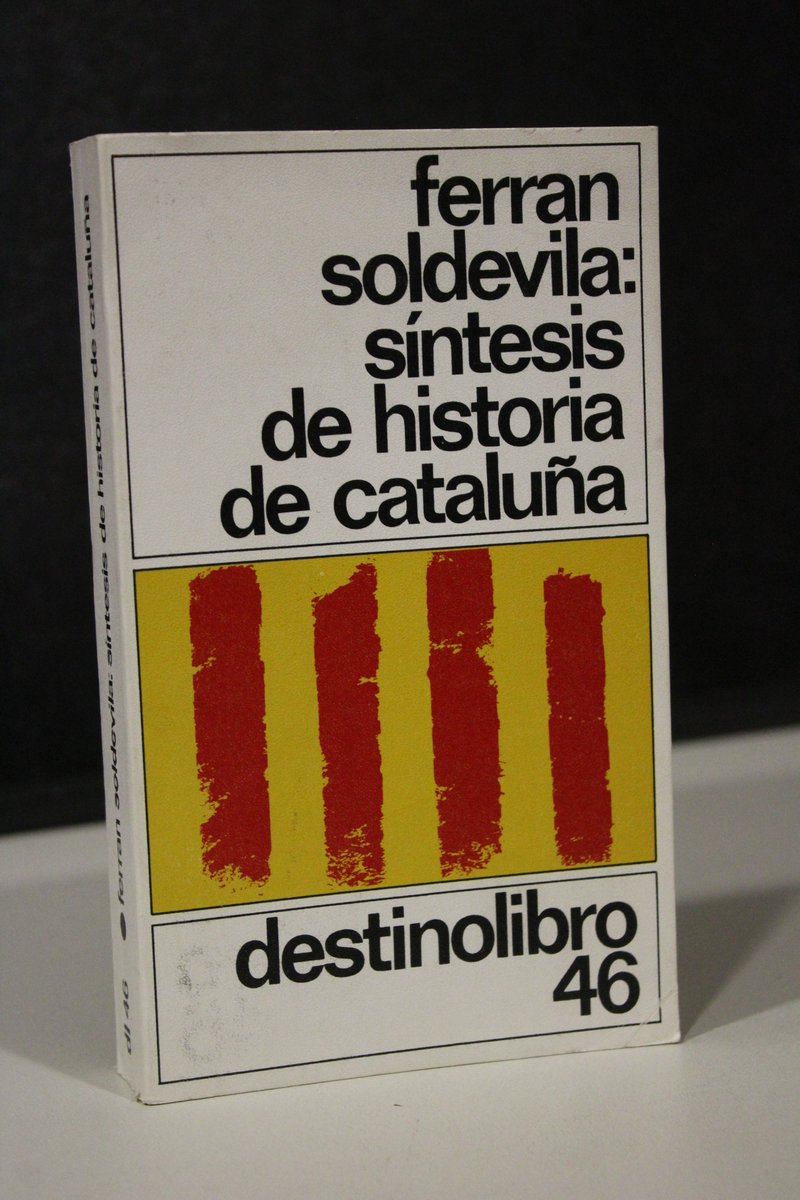 ferran
soldevila:
síntesis
de historia
de cataluña
destinolibro
46
ferran soldevila: síntesis de historia de cataluña
dl 46